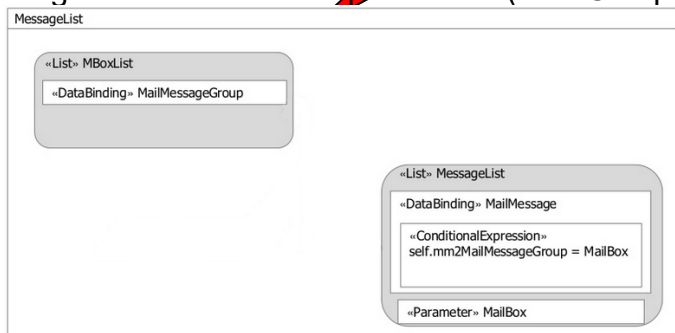 MessageList
«List» MBoxList
«DataBinding» MailMessageGroup
«List» MessageList
«DataBinding» MailMessage
«ConditionalExpression»
self.mm2MailMessageGroup = MailBox
«Parameter» MailBox